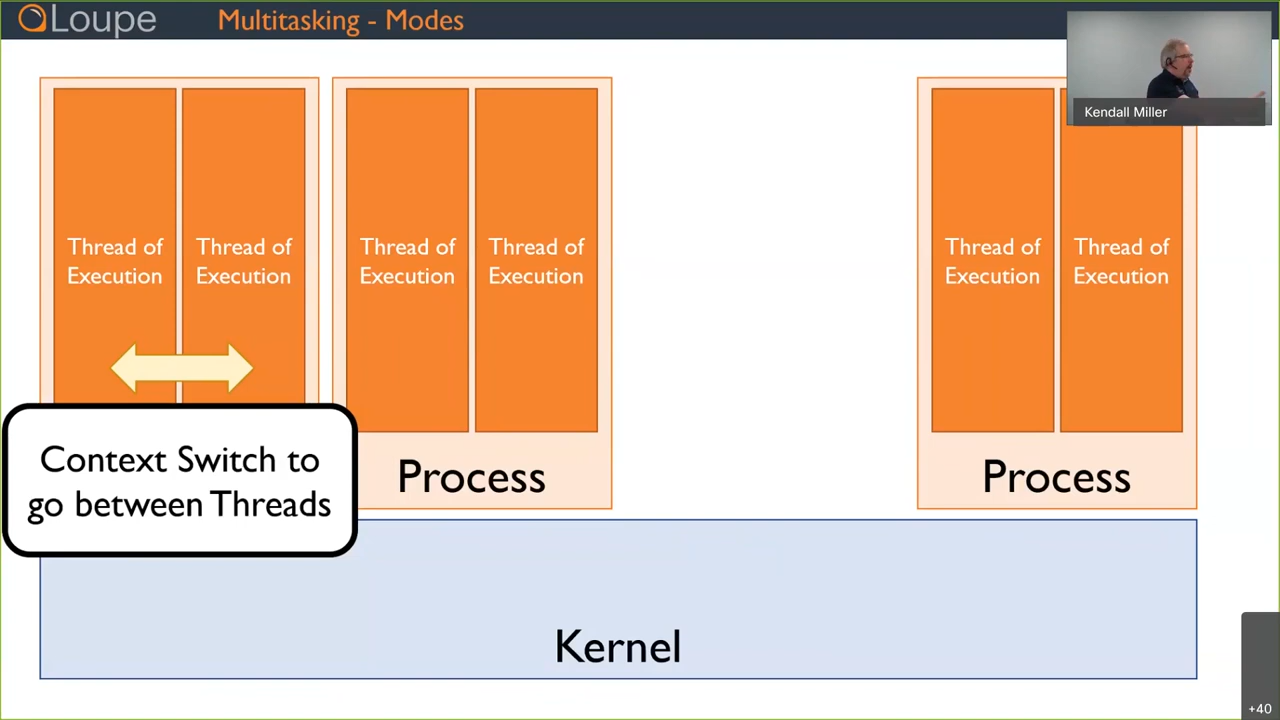 Loupe
Multitasking - Modes
Kendall Miller
Thread of
Execution
Thread of
Execution
Thread of
Execution
Thread of
Execution
Thread of
Execution
Thread of
Execution
Context Switch to
go between Threads
Process
Process
Kernel
+40